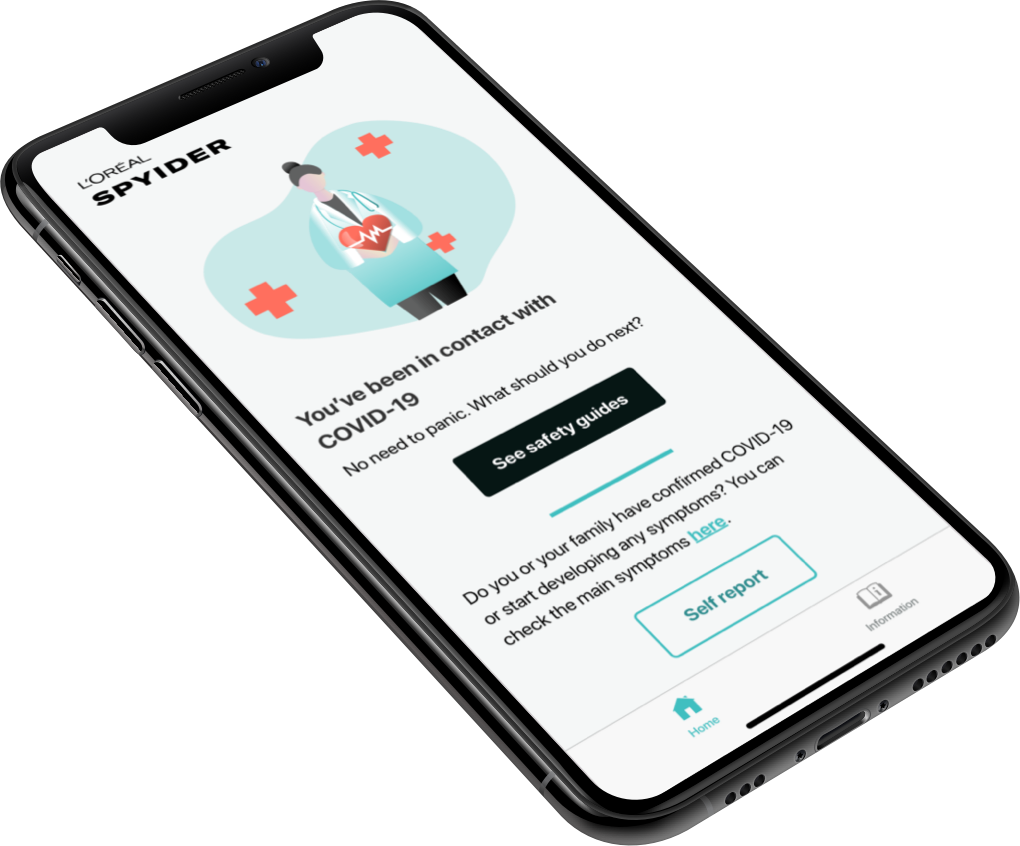 L'ORÉAL
SPYIDER
You've been in contact with
COVID-19
No need to panic. What should you do next?
See safety guides
Do you or your family have confirmed COVID-19
or start developing any symptoms? You can
check the main symptoms here.
Self report
Home
Information